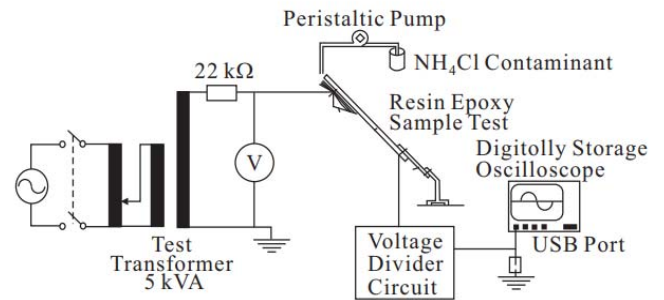 Peristaltic Pump
22 kΩ
NH₄Cl Contaminant
Resin Epoxy
Sample Test
Digitolly Storage
Oscilloscope
V
USB Port
Test
Transformer
5 kVA
Voltage
Divider
Circuit